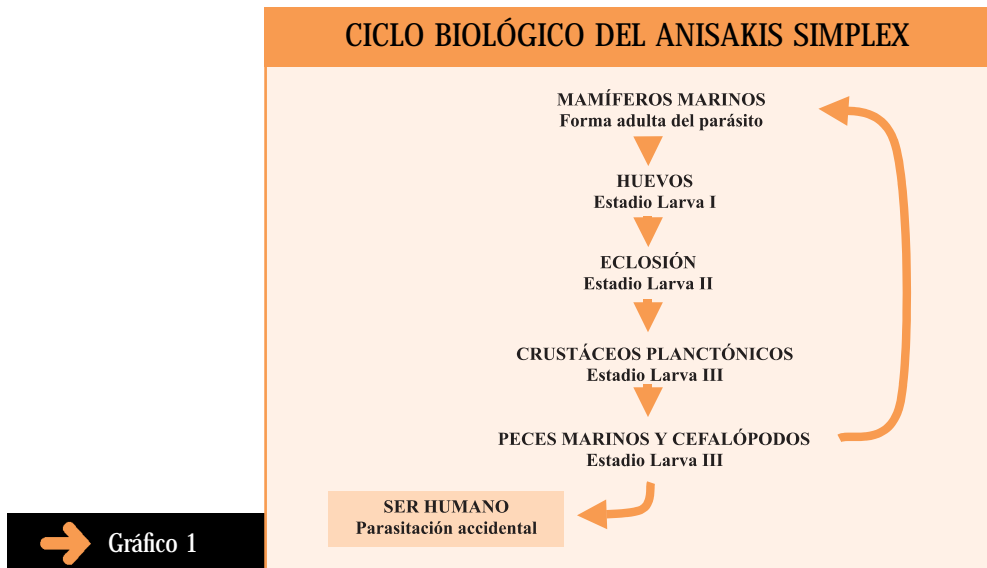 CICLO BIOLÓGICO DEL ANISAKIS SIMPLEX
MAMÍFEROS MARINOS
Forma adulta del parásito
HUEVOS
Estadio Larva I
ECLOSIÓN
Estadio Larva II
CRUSTÁCEOS PLANCTÓNICOS
Estadio Larva III
PECES MARINOS Y CEFALÓPODOS
Estadio Larva III
SER HUMANO
Parasitación accidental
Gráfico 1